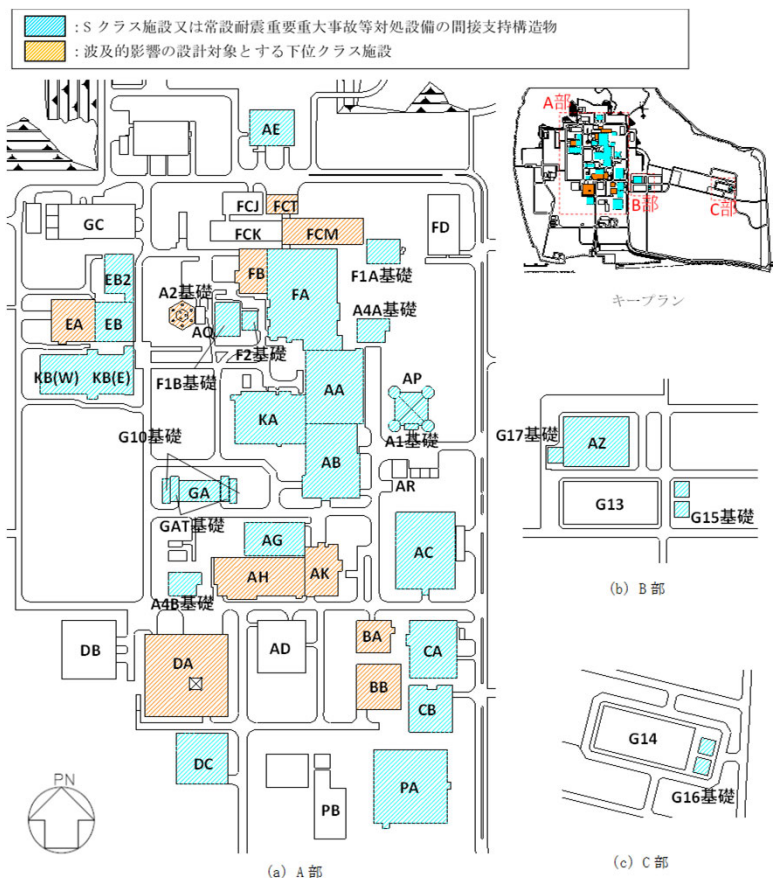 ：Sクラス施設又は常設耐震重要重大事故等対処設備の間接支持構造物
：波及的影響の設計対象とする下位クラス施設
AE
FCJ
FCT
GC
FCK
FCM
FD
F1A基礎
EB2
FB
A2基礎
FA
A4A基礎
EA
EB
AQ
F2基礎
KB(W)
KB(E)
F1B基礎
AA
AP
KA
G10基礎
A1基礎
AB
GA
AR
GAT基礎
AG
AC
AH
AK
A4B基礎
DB
AD
BA
CA
DA
BB
CB
DC
PA
PB
PN
(a) A部
A部
B部
C部
キープラン
G17基礎
AZ
G13
G15基礎
(b) B部
G14
G16基礎
(c) C部